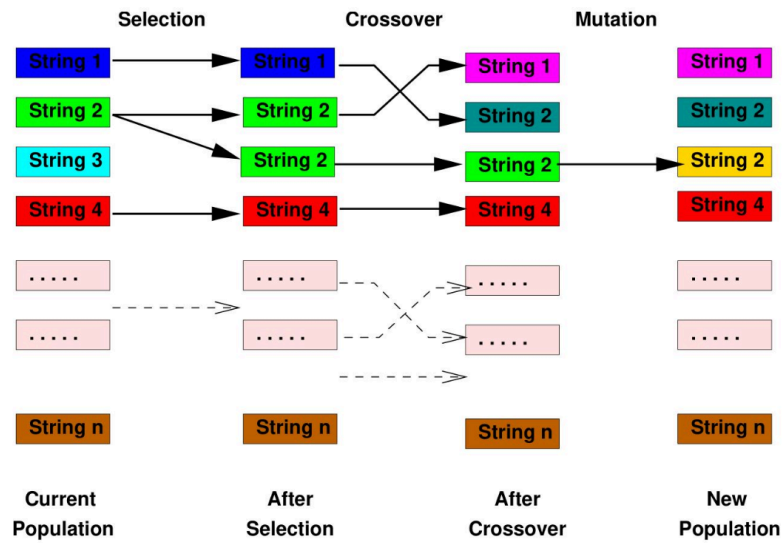 Selection Crossover Mutation
String 1 String 1 String 1 String 1
String 2 String 2 String 2 String 2
String 3 String 2 String 2 String 2
String 4 String 4 String 4 String 4
. . . . . . . . . . . . . . . . . . . .
. . . . . . . . . . . . . . . . . . . .
String n String n String n String n
Current After After New
Population Selection Crossover Population